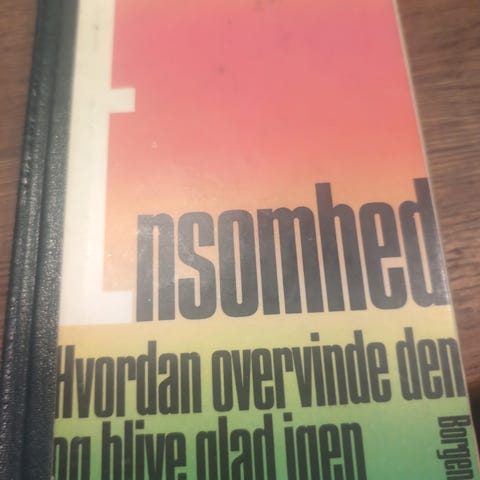 Ensomhed
Hvordan overvinde den
og blive glad igen
Borgen